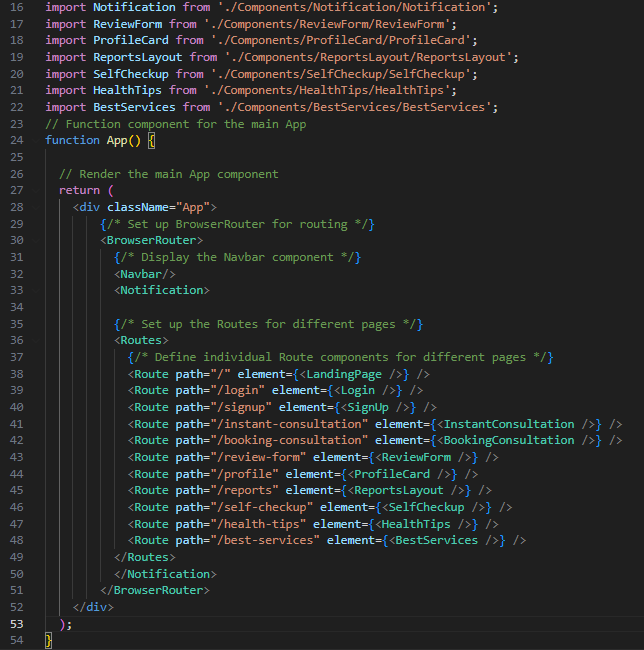 16 import Notification from './Components/Notification/Notification';
17 import ReviewForm from './Components/ReviewForm/ReviewForm';
18 import ProfileCard from './Components/ProfileCard/ProfileCard';
19 import ReportsLayout from './Components/ReportsLayout/ReportsLayout';
20 import SelfCheckup from './Components/SelfCheckup/SelfCheckup';
21 import HealthTips from './Components/HealthTips/HealthTips';
22 import BestServices from './Components/BestServices/BestServices';
23 // Function component for the main App
24 function App() {
25
26   // Render the main App component
27   return (
28     <div className="App">
29         {/* Set up BrowserRouter for routing */}
30         <BrowserRouter>
31           {/* Display the Navbar component */}
32           <Navbar/>
33           <Notification>
34
35           {/* Set up the Routes for different pages */}
36           <Routes>
37             {/* Define individual Route components for different pages */}
38             <Route path="/" element={<LandingPage />} />
39             <Route path="/login" element={<Login />} />
40             <Route path="/signup" element={<SignUp />} />
41             <Route path="/instant-consultation" element={<InstantConsultation />} />
42             <Route path="/booking-consultation" element={<BookingConsultation />} />
43             <Route path="/review-form" element={<ReviewForm />} />
44             <Route path="/profile" element={<ProfileCard />} />
45             <Route path="/reports" element={<ReportsLayout />} />
46             <Route path="/self-checkup" element={<SelfCheckup />} />
47             <Route path="/health-tips" element={<HealthTips />} />
48             <Route path="/best-services" element={<BestServices />} />
49           </Routes>
50           </Notification>
51         </BrowserRouter>
52     </div>
53   );
54 }